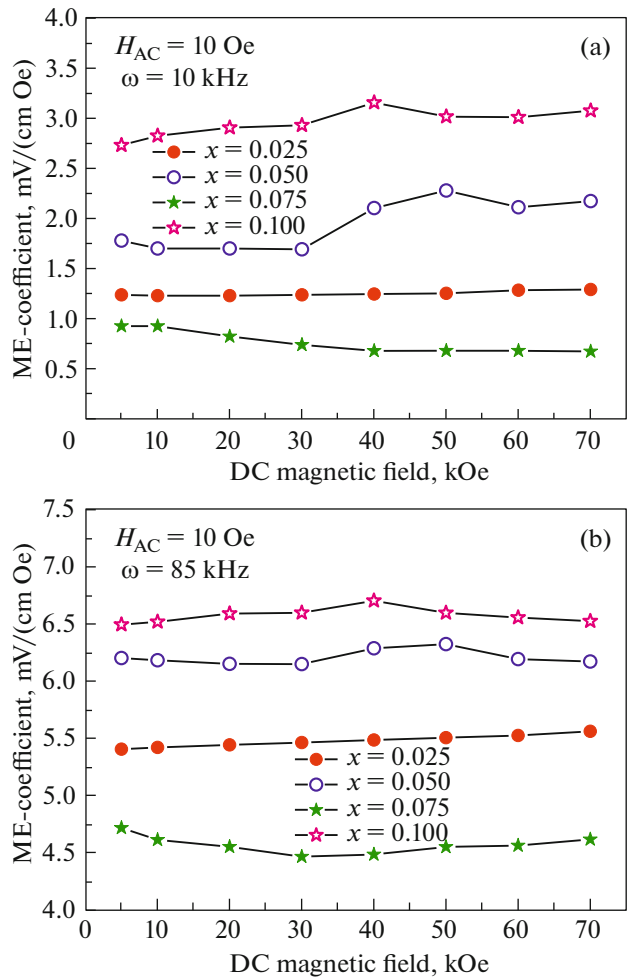 (a)
H_AC = 10 Oe
ω = 10 kHz
x = 0.025
x = 0.050
x = 0.075
x = 0.100
ME-coefficient, mV/(cm Oe)
4.0
3.5
3.0
2.5
2.0
1.5
1.0
0.5
0 10 20 30 40 50 60 70
DC magnetic field, kOe
(b)
H_AC = 10 Oe
ω = 85 kHz
x = 0.025
x = 0.050
x = 0.075
x = 0.100
ME-coefficient, mV/(cm Oe)
7.5
7.0
6.5
6.0
5.5
5.0
4.5
4.0
0 10 20 30 40 50 60 70
DC magnetic field, kOe